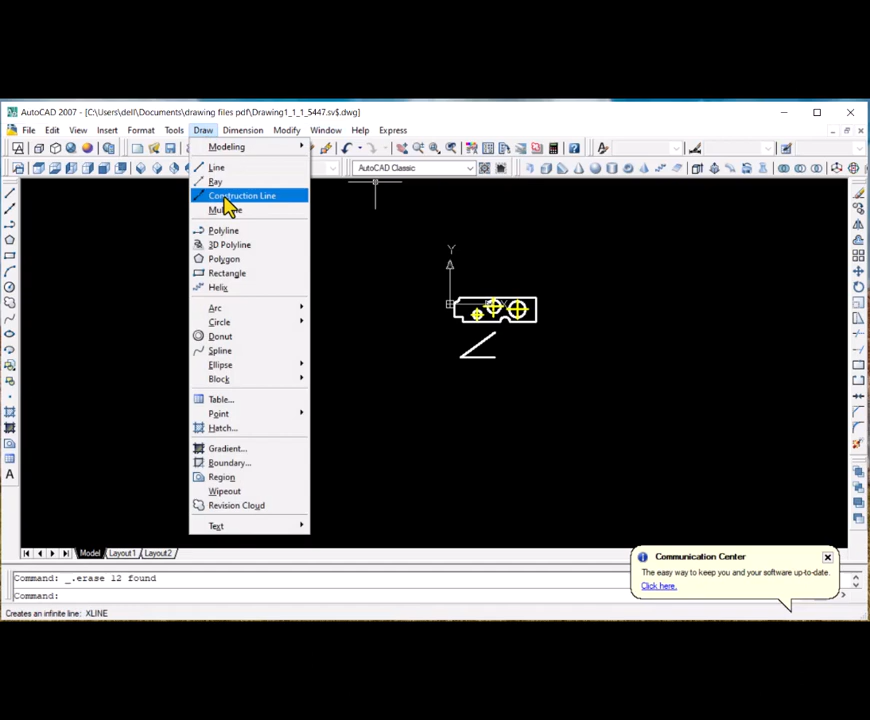 AutoCAD 2007 - [C:\Users\dell\Documents\drawing files pdf\Drawing1_1_1_5447.sv$.dwg]
File Edit View Insert Format Tools Draw Dimension Modify Window Help Express
AutoCAD Classic
Modeling
Line
Ray
Construction Line
Polyline
3D Polyline
Polygon
Rectangle
Helix
Arc
Circle
Donut
Spline
Ellipse
Block
Table...
Point
Hatch...
Gradient...
Boundary...
Region
Wipeout
Revision Cloud
Text
Y
A
Model Layout1 Layout2
Communication Center
The easy way to keep you and your software up-to-date.
Click here.
Command: _.erase 12 found
Command:
Creates an infinite line: XLINE